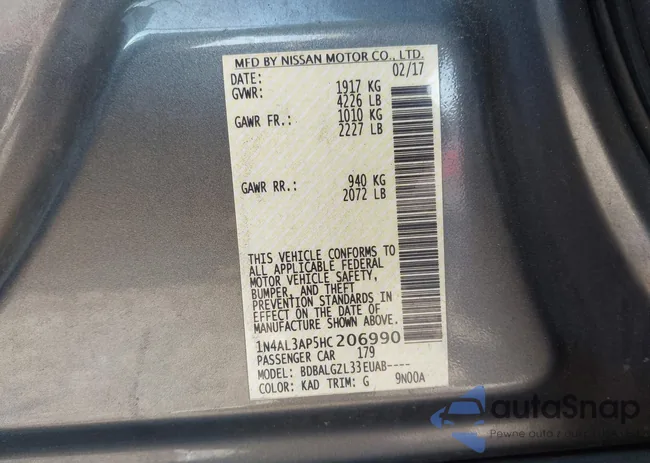 MFD BY NISSAN MOTOR CO., LTD.
DATE: 02/17
GVWR: 1917 KG
4226 LB
GAWR FR.: 1010 KG
2227 LB
GAWR RR.: 940 KG
2072 LB
THIS VEHICLE CONFORMS TO
ALL APPLICABLE FEDERAL
MOTOR VEHICLE SAFETY,
BUMPER, AND THEFT
PREVENTION STANDARDS IN
EFFECT ON THE DATE OF
MANUFACTURE SHOWN ABOVE.
1N4AL3AP5HC206990
PASSENGER CAR 179
MODEL: BDBALGZL33EUAB----
COLOR: KAD TRIM: G 9N00A
autaSnap
Pewne auto z